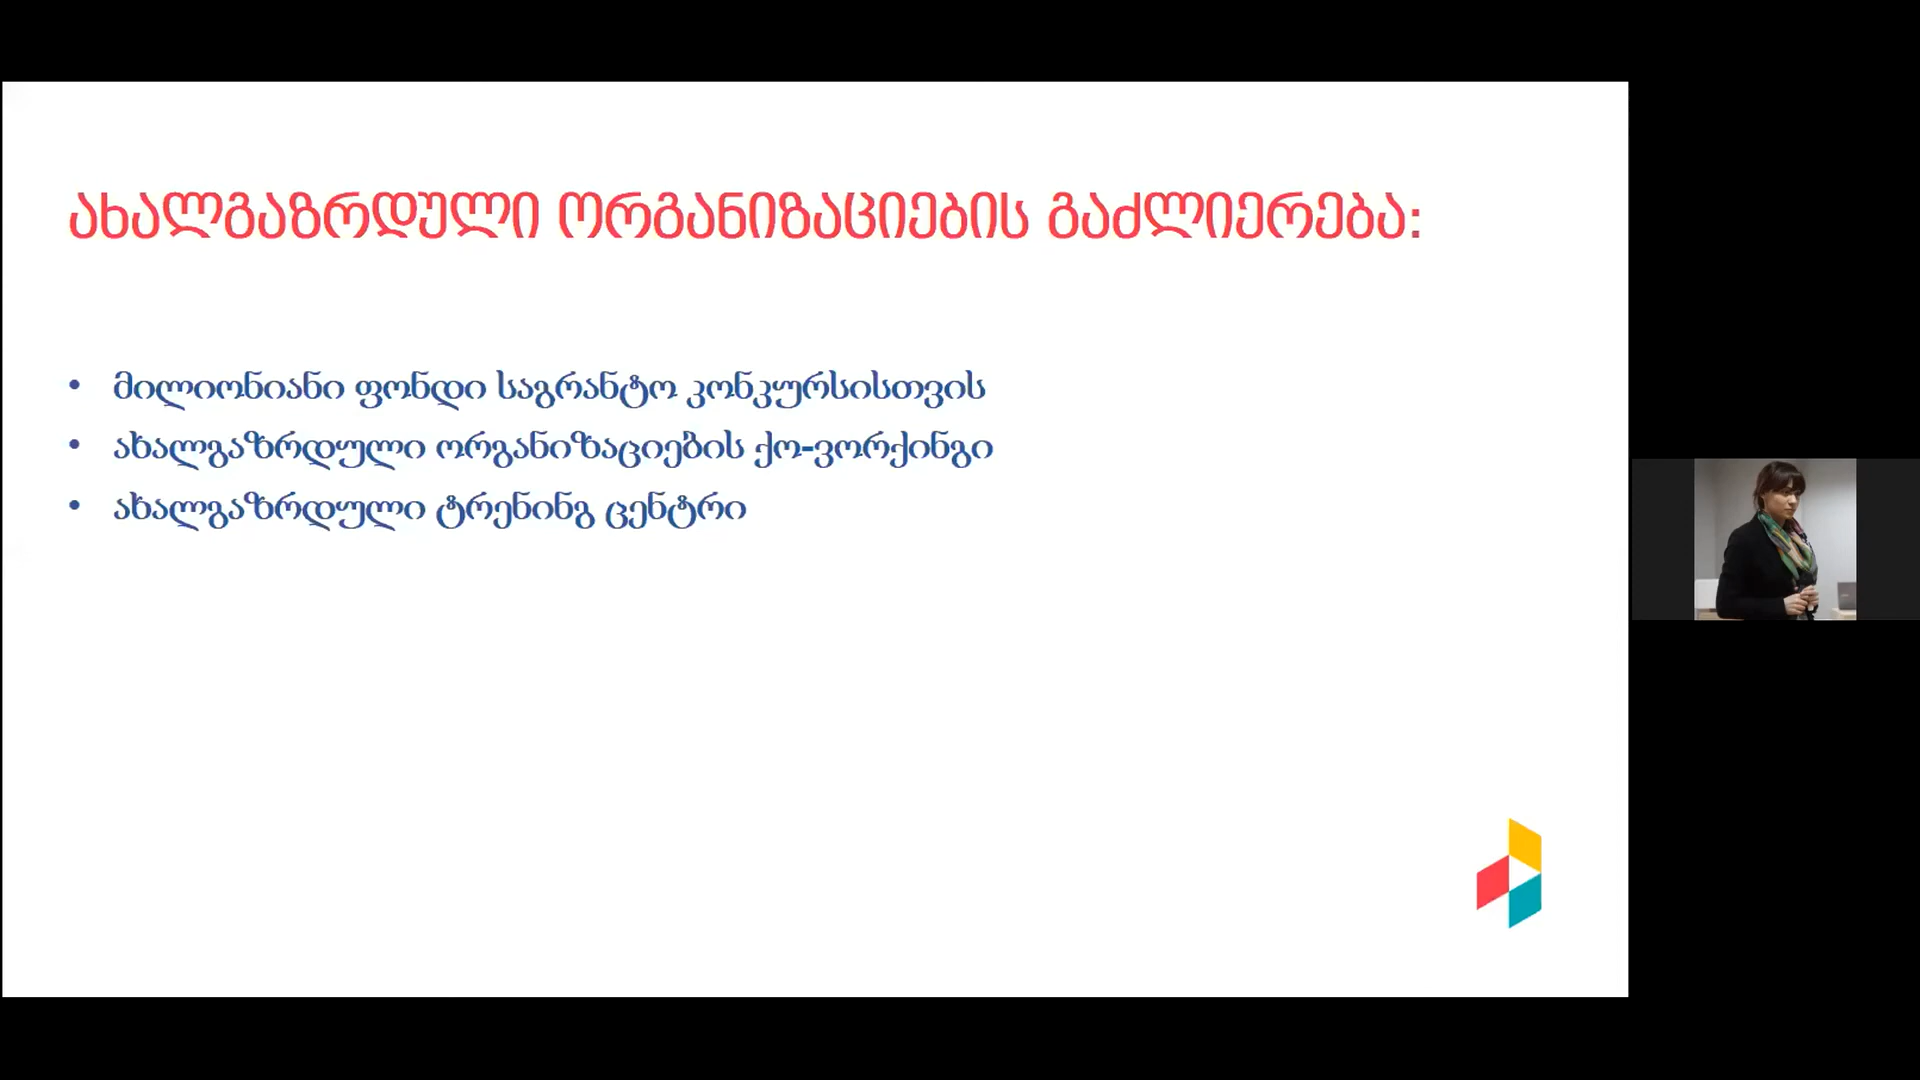 ახალგაზრდული ორგანიზაციების გაძლიერება:
• მილიონიანი ფონდი საგრანტო კონკურსისთვის
• ახალგაზრდული ორგანიზაციების ქო-ვორქინგი
• ახალგაზრდული ტრენინგ ცენტრი